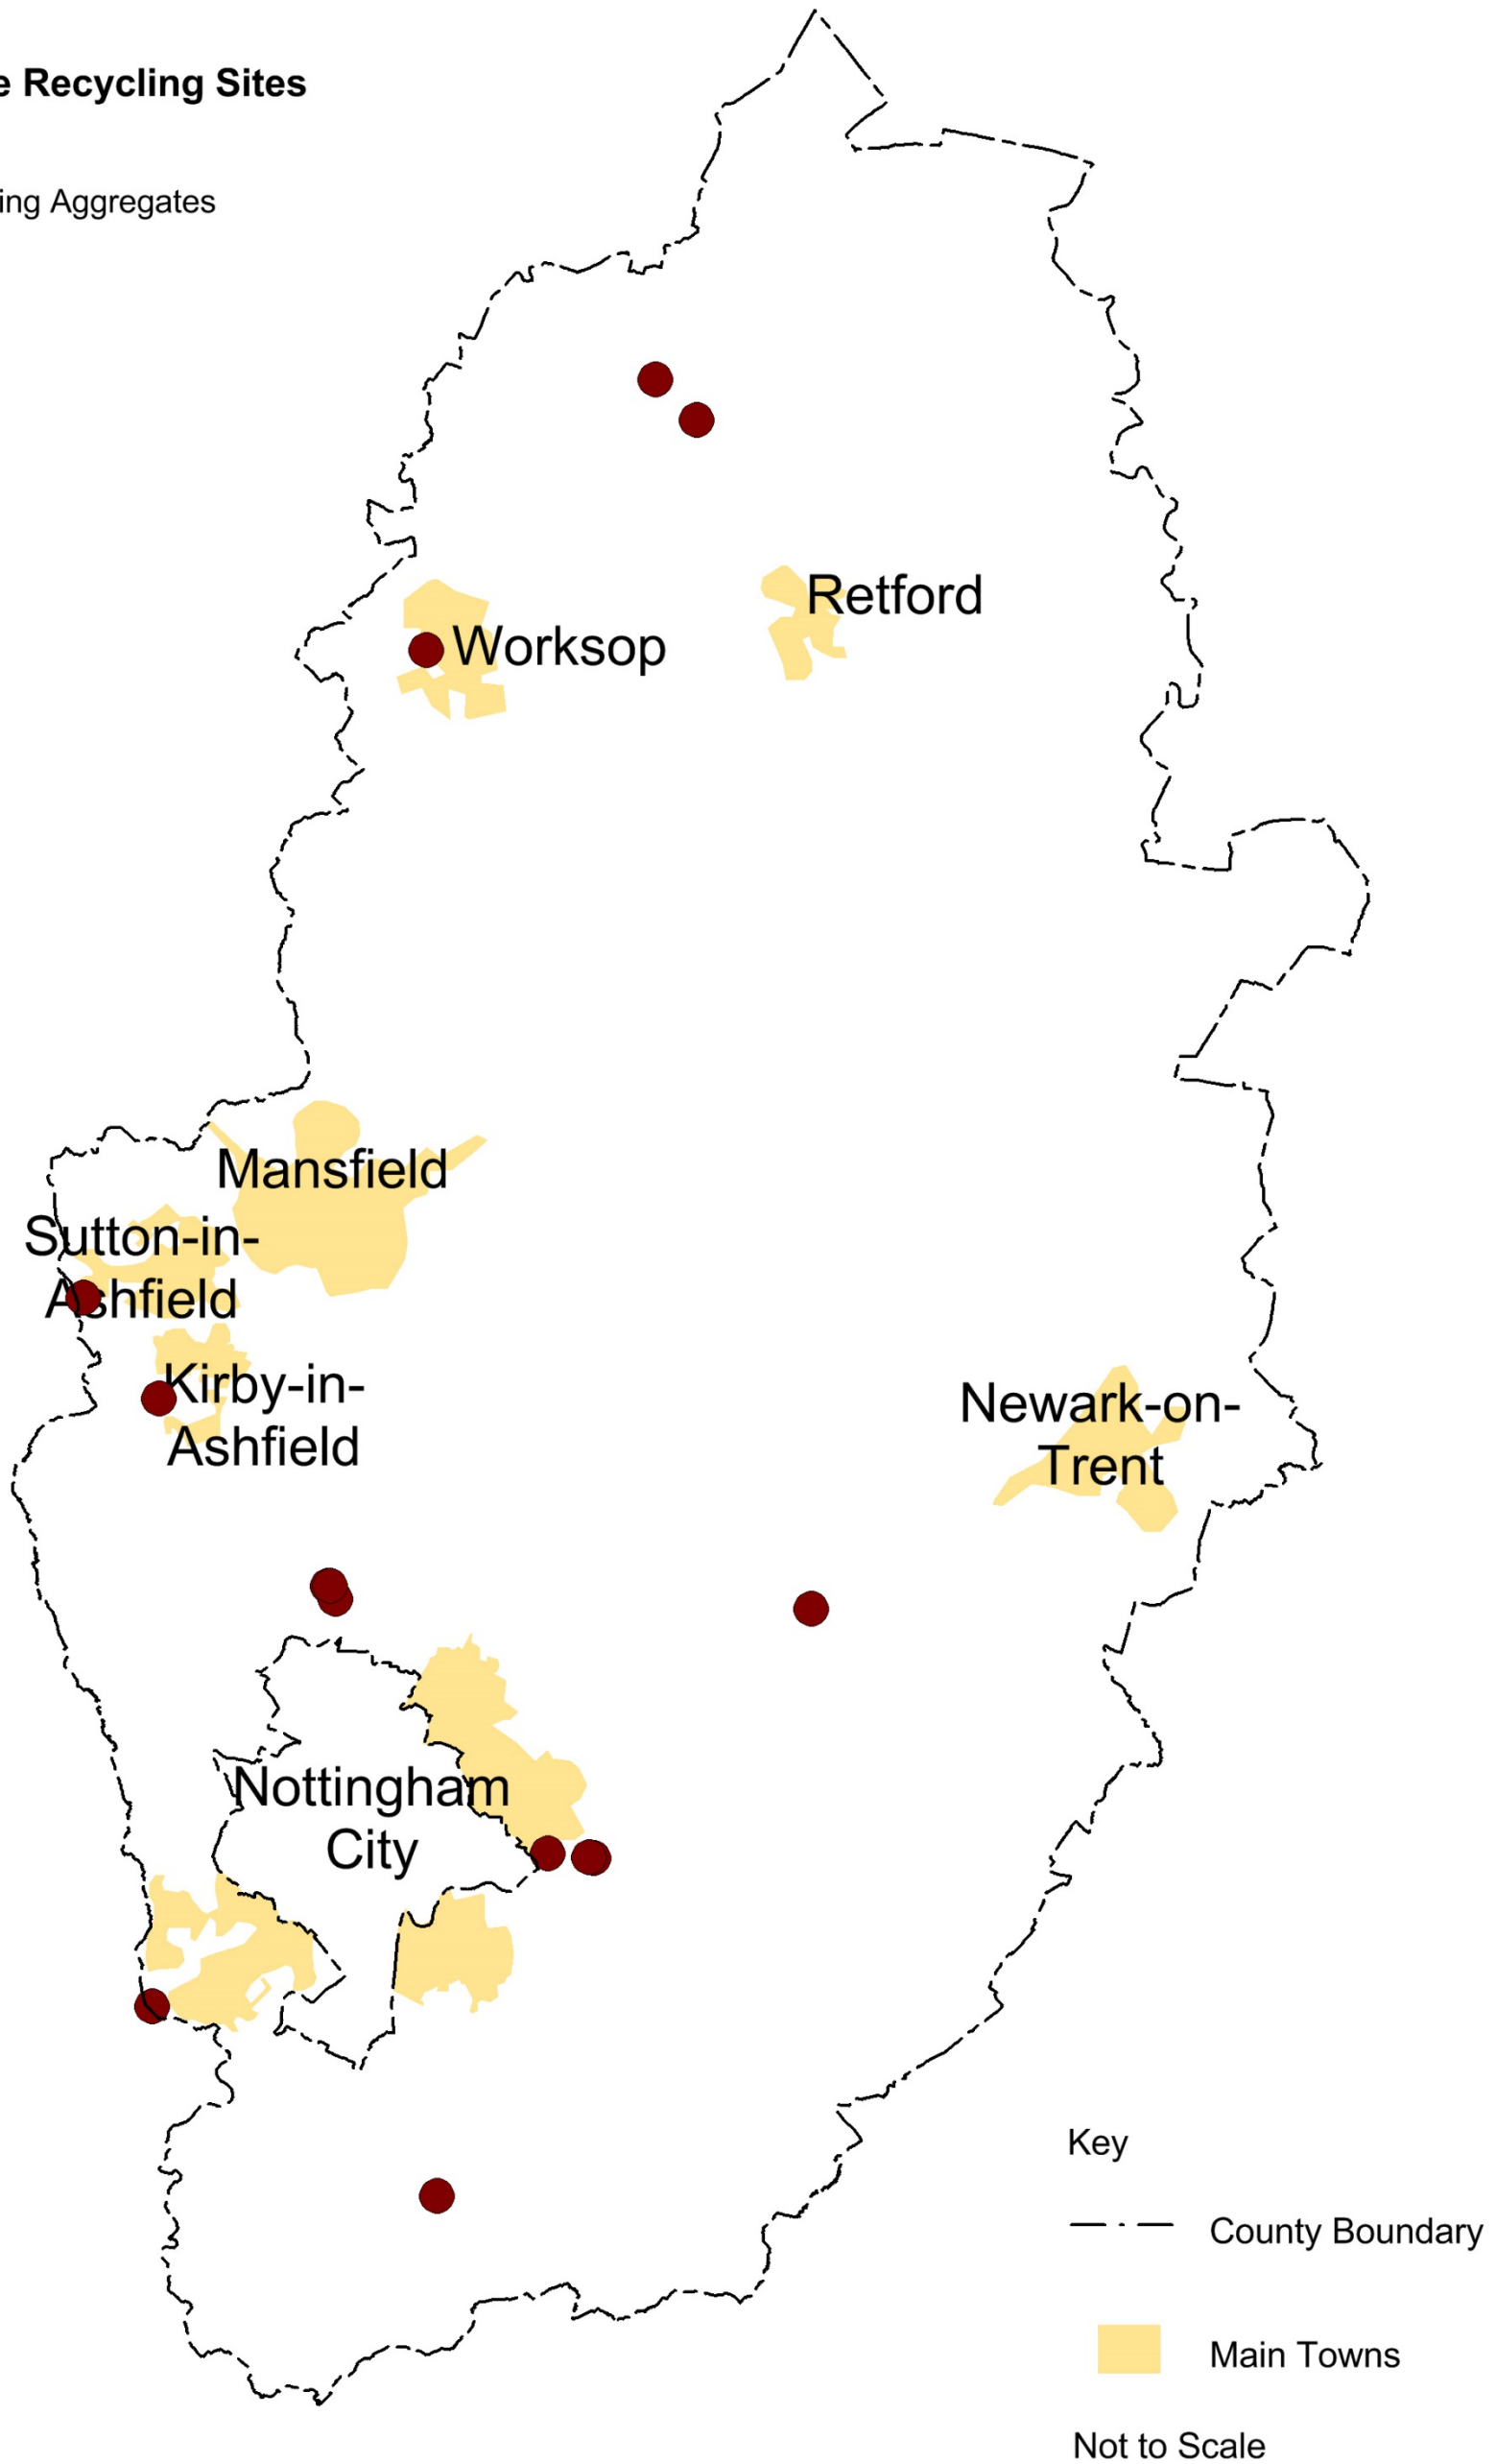 e Recycling Sites
ing Aggregates
Retford
Worksop
Mansfield
Sutton-in-
Ashfield
Kirby-in-
Ashfield
Newark-on-
Trent
Nottingham
City
Key
County Boundary
Main Towns
Not to Scale